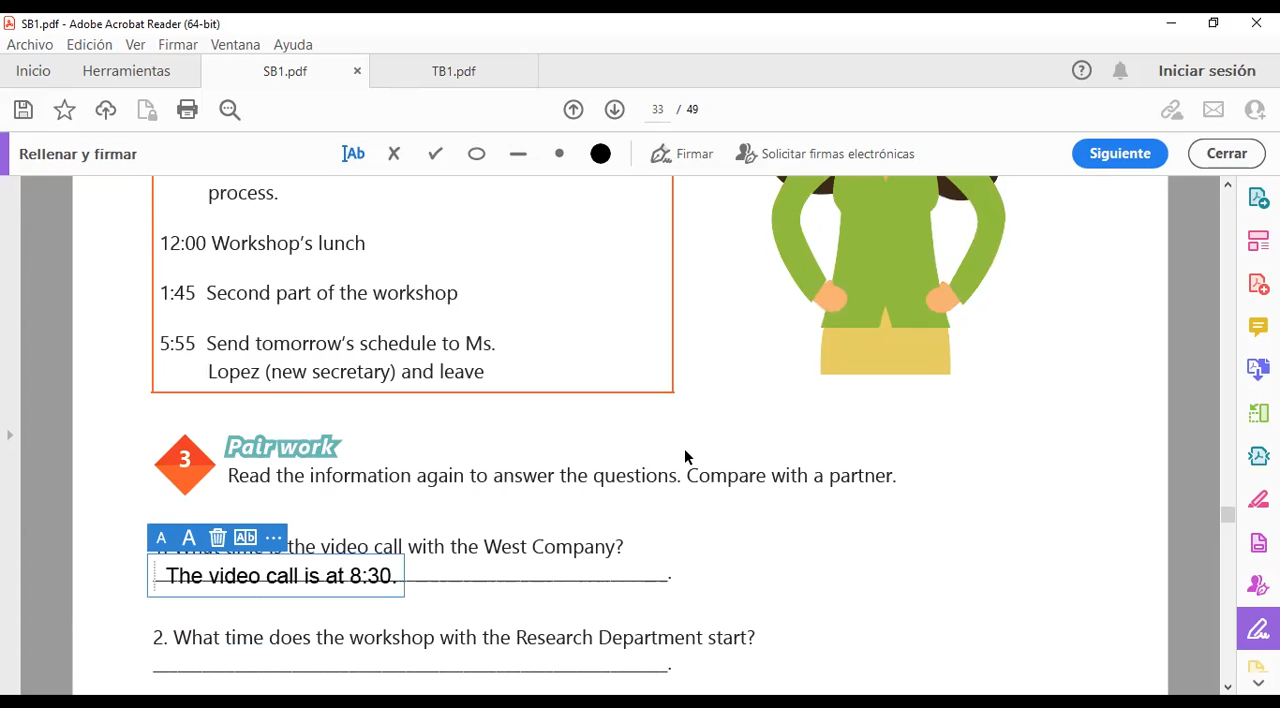 SB1.pdf - Adobe Acrobat Reader (64-bit)
Archivo Edición Ver Firmar Ventana Ayuda
Inicio Herramientas SB1.pdf × TB1.pdf Iniciar sesión
33 / 49
Rellenar y firmar Ab Firmar Solicitar firmas electrónicas Siguiente Cerrar
process.
12:00 Workshop's lunch
1:45 Second part of the workshop
5:55 Send tomorrow's schedule to Ms.
Lopez (new secretary) and leave
3 Pair work
Read the information again to answer the questions. Compare with a partner.
A A Ab ... the video call with the West Company?
The video call is at 8:30. .
2. What time does the workshop with the Research Department start?
.